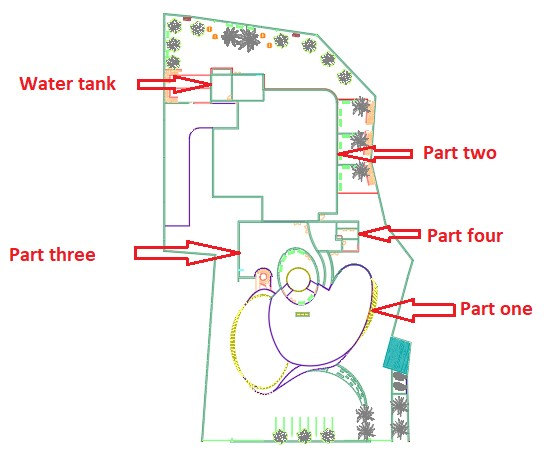 Water tank
Part two
Part four
Part three
Part one